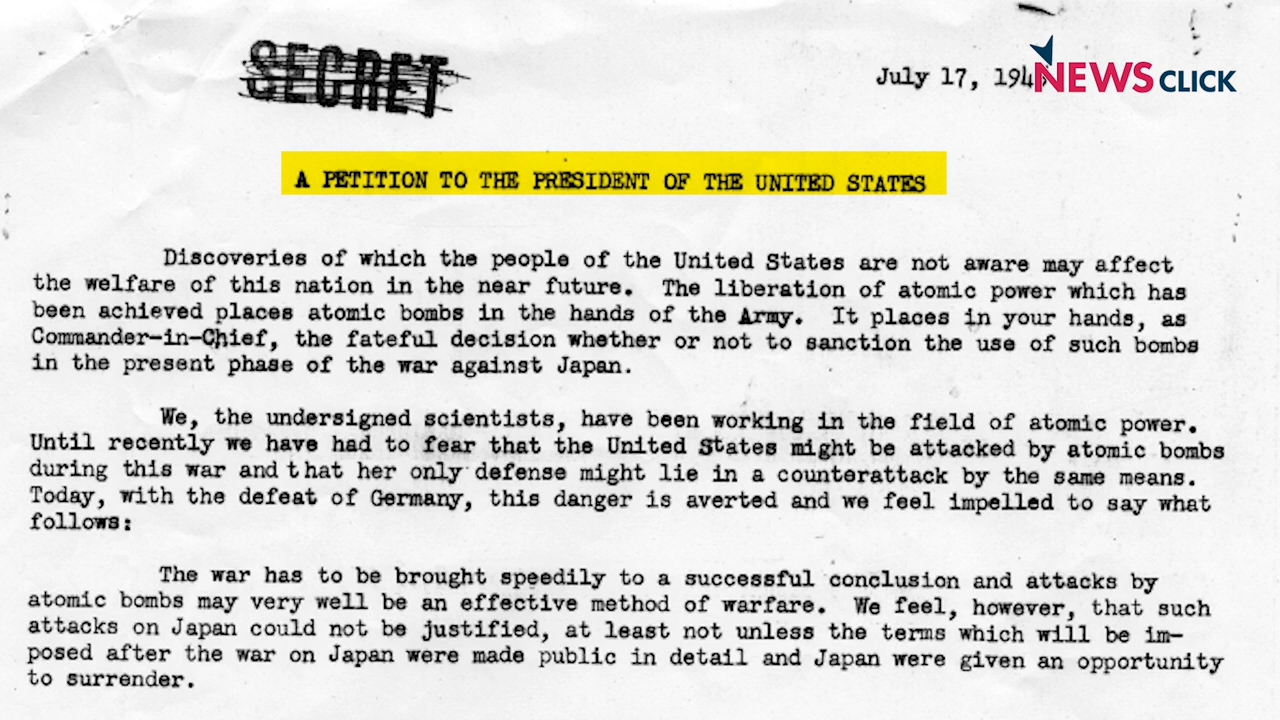 SECRET
July 17, 194
NEWS CLICK
A PETITION TO THE PRESIDENT OF THE UNITED STATES
Discoveries of which the people of the United States are not aware may affect
the welfare of this nation in the near future. The liberation of atomic power which has
been achieved places atomic bombs in the hands of the Army. It places in your hands, as
Commander-in-Chief, the fateful decision whether or not to sanction the use of such bombs
in the present phase of the war against Japan.
We, the undersigned scientists, have been working in the field of atomic power.
Until recently we have had to fear that the United States might be attacked by atomic bombs
during this war and that her only defense might lie in a counterattack by the same means.
Today, with the defeat of Germany, this danger is averted and we feel impelled to say what
follows:
The war has to be brought speedily to a successful conclusion and attacks by
atomic bombs may very well be an effective method of warfare. We feel, however, that such
attacks on Japan could not be justified, at least not unless the terms which will be im-
posed after the war on Japan were made public in detail and Japan were given an opportunity
to surrender.